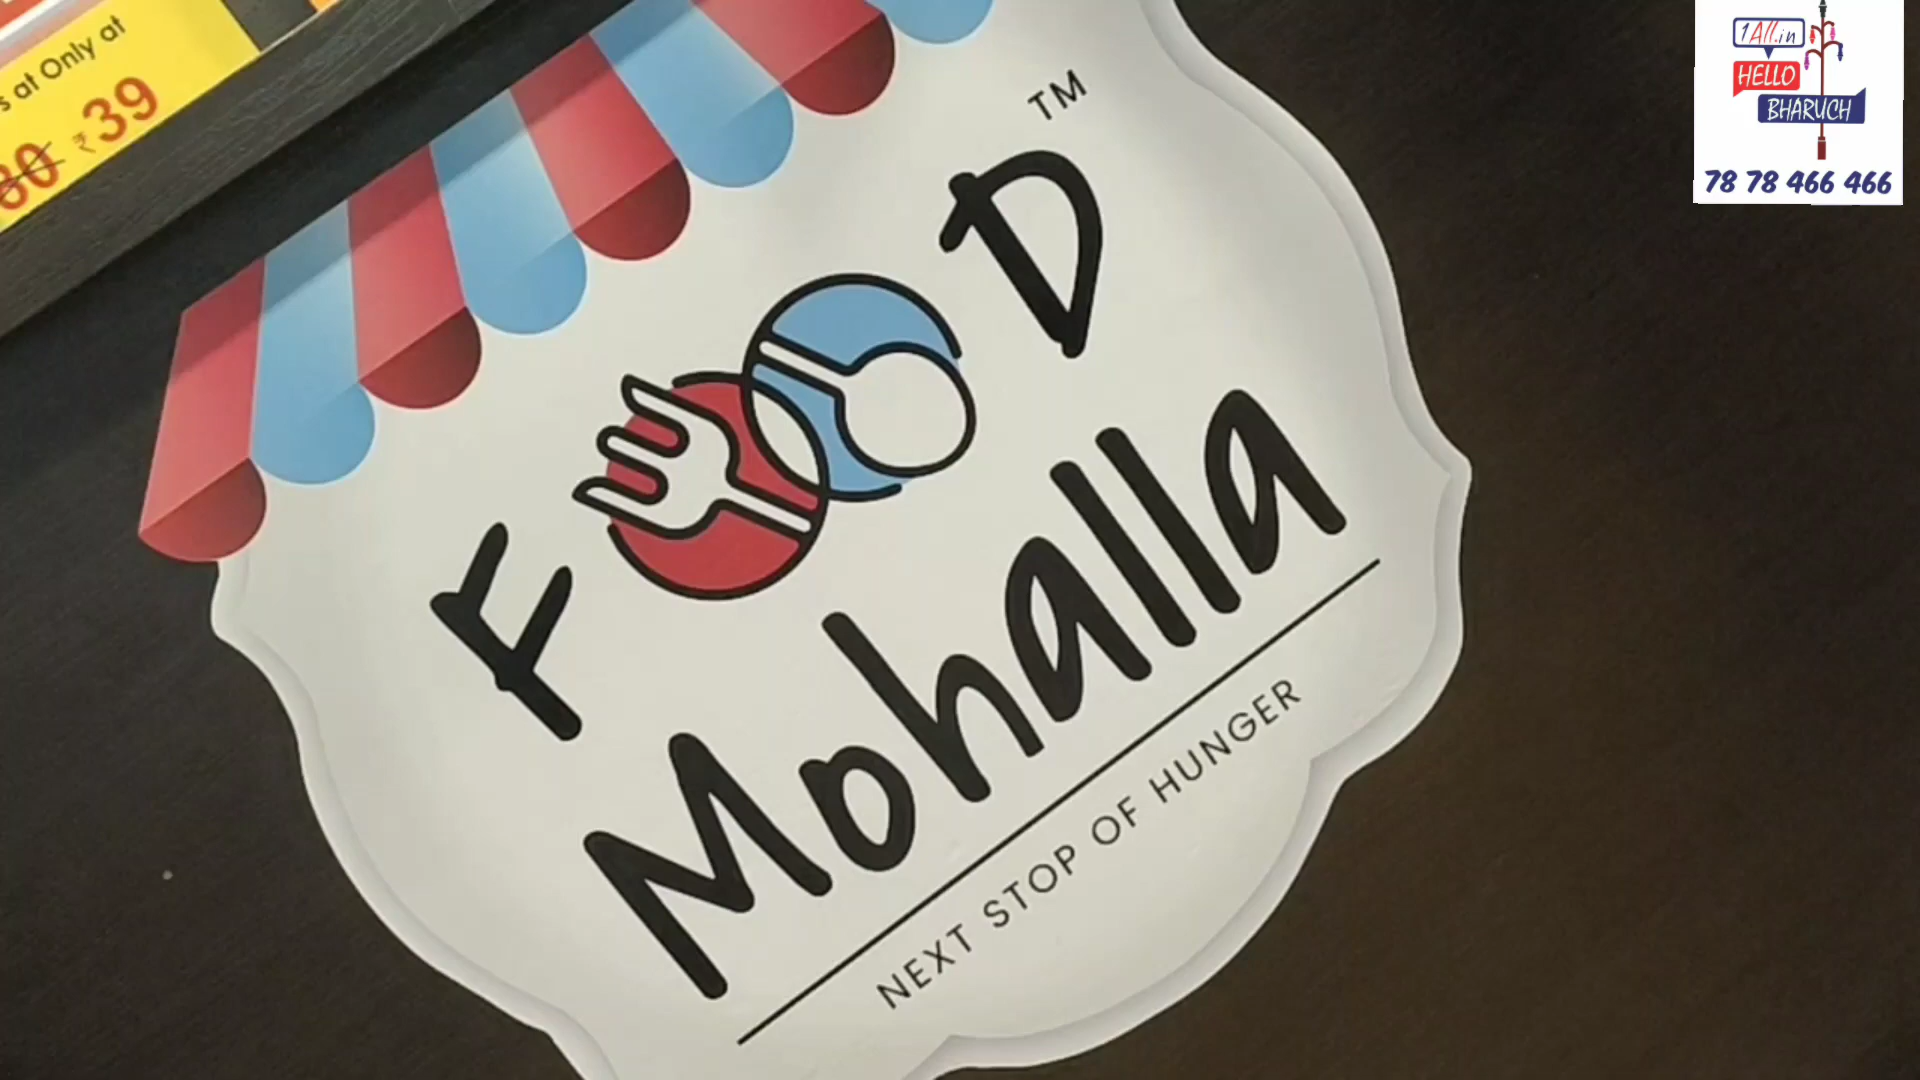 s at Only at
₹39
1All.in
HELLO
BHARUCH
78 78 466 466
TM
FOOD
Mohalla
NEXT STOP OF HUNGER